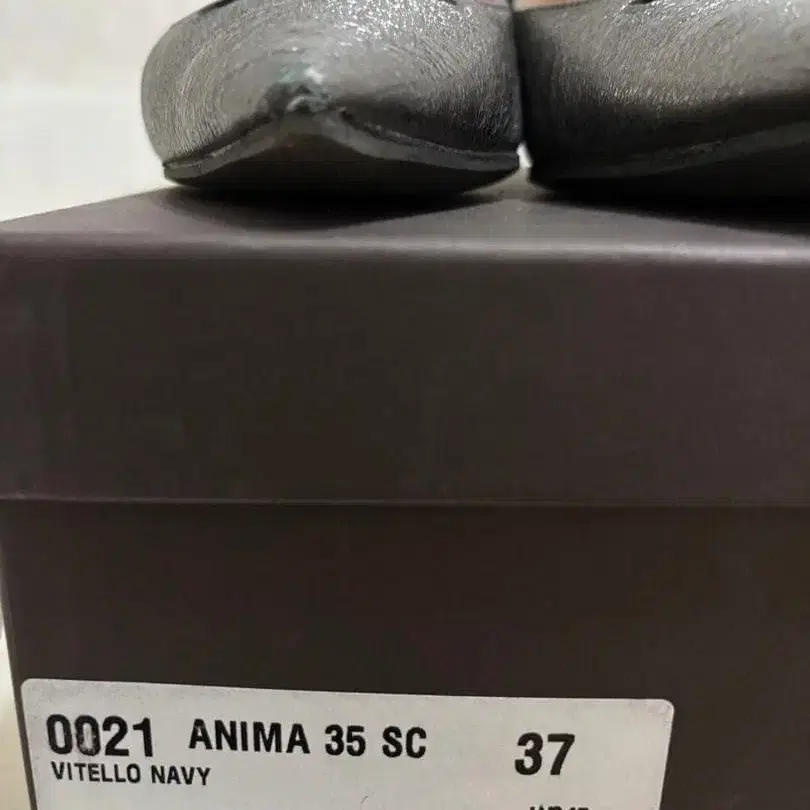 0021 ANIMA 35 SC 37
VITELLO NAVY